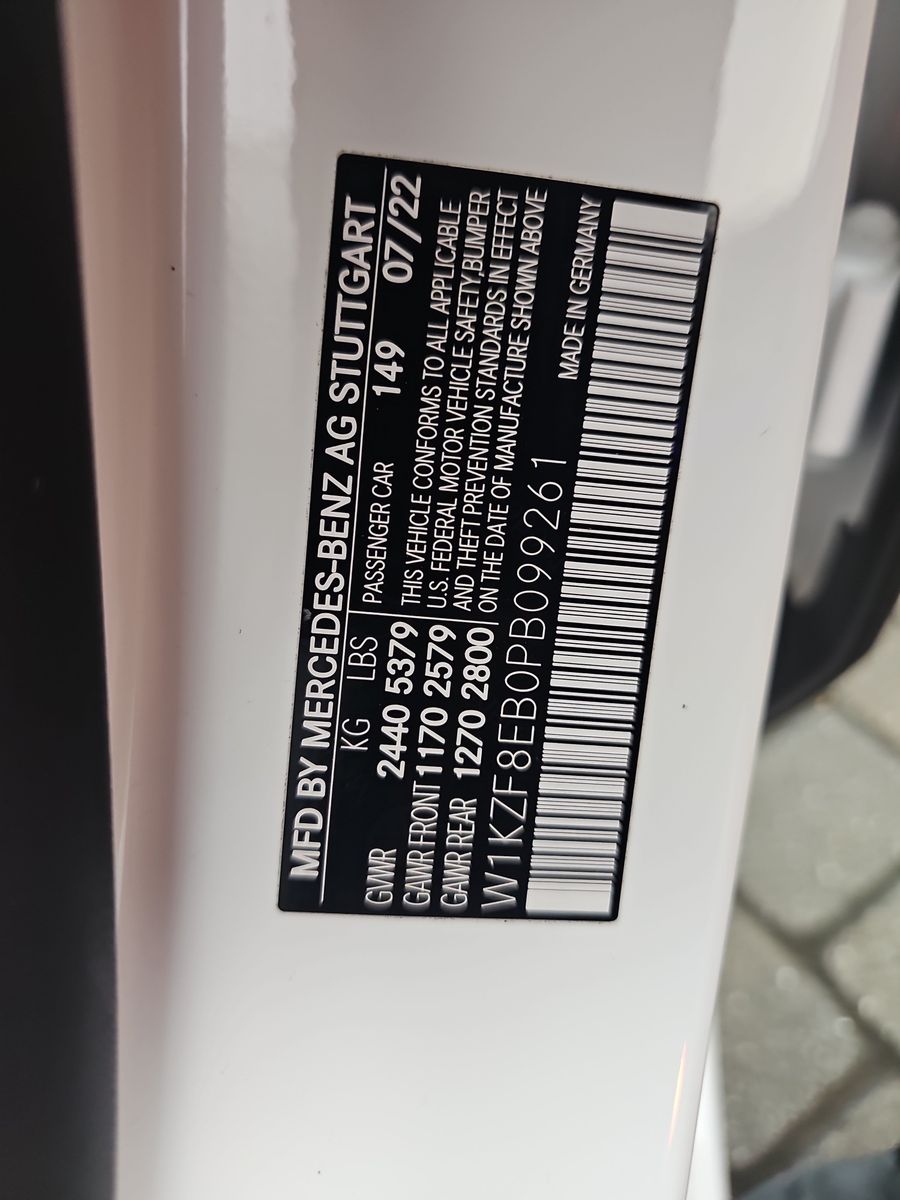 MFD BY MERCEDES-BENZ AG STUTTGART
KG LBS PASSENGER CAR 149 07/22
GWR 2440 5379 THIS VEHICLE CONFORMS TO ALL APPLICABLE
GAWR FRONT 1170 2579 U.S. FEDERAL MOTOR VEHICLE SAFETY,BUMPER
AND THEFT PREVENTION STANDARDS IN EFFECT
GAWR REAR 1270 2800 ON THE DATE OF MANUFACTURE SHOWN ABOVE
W1KZF8EB0PB099261
MADE IN GERMANY